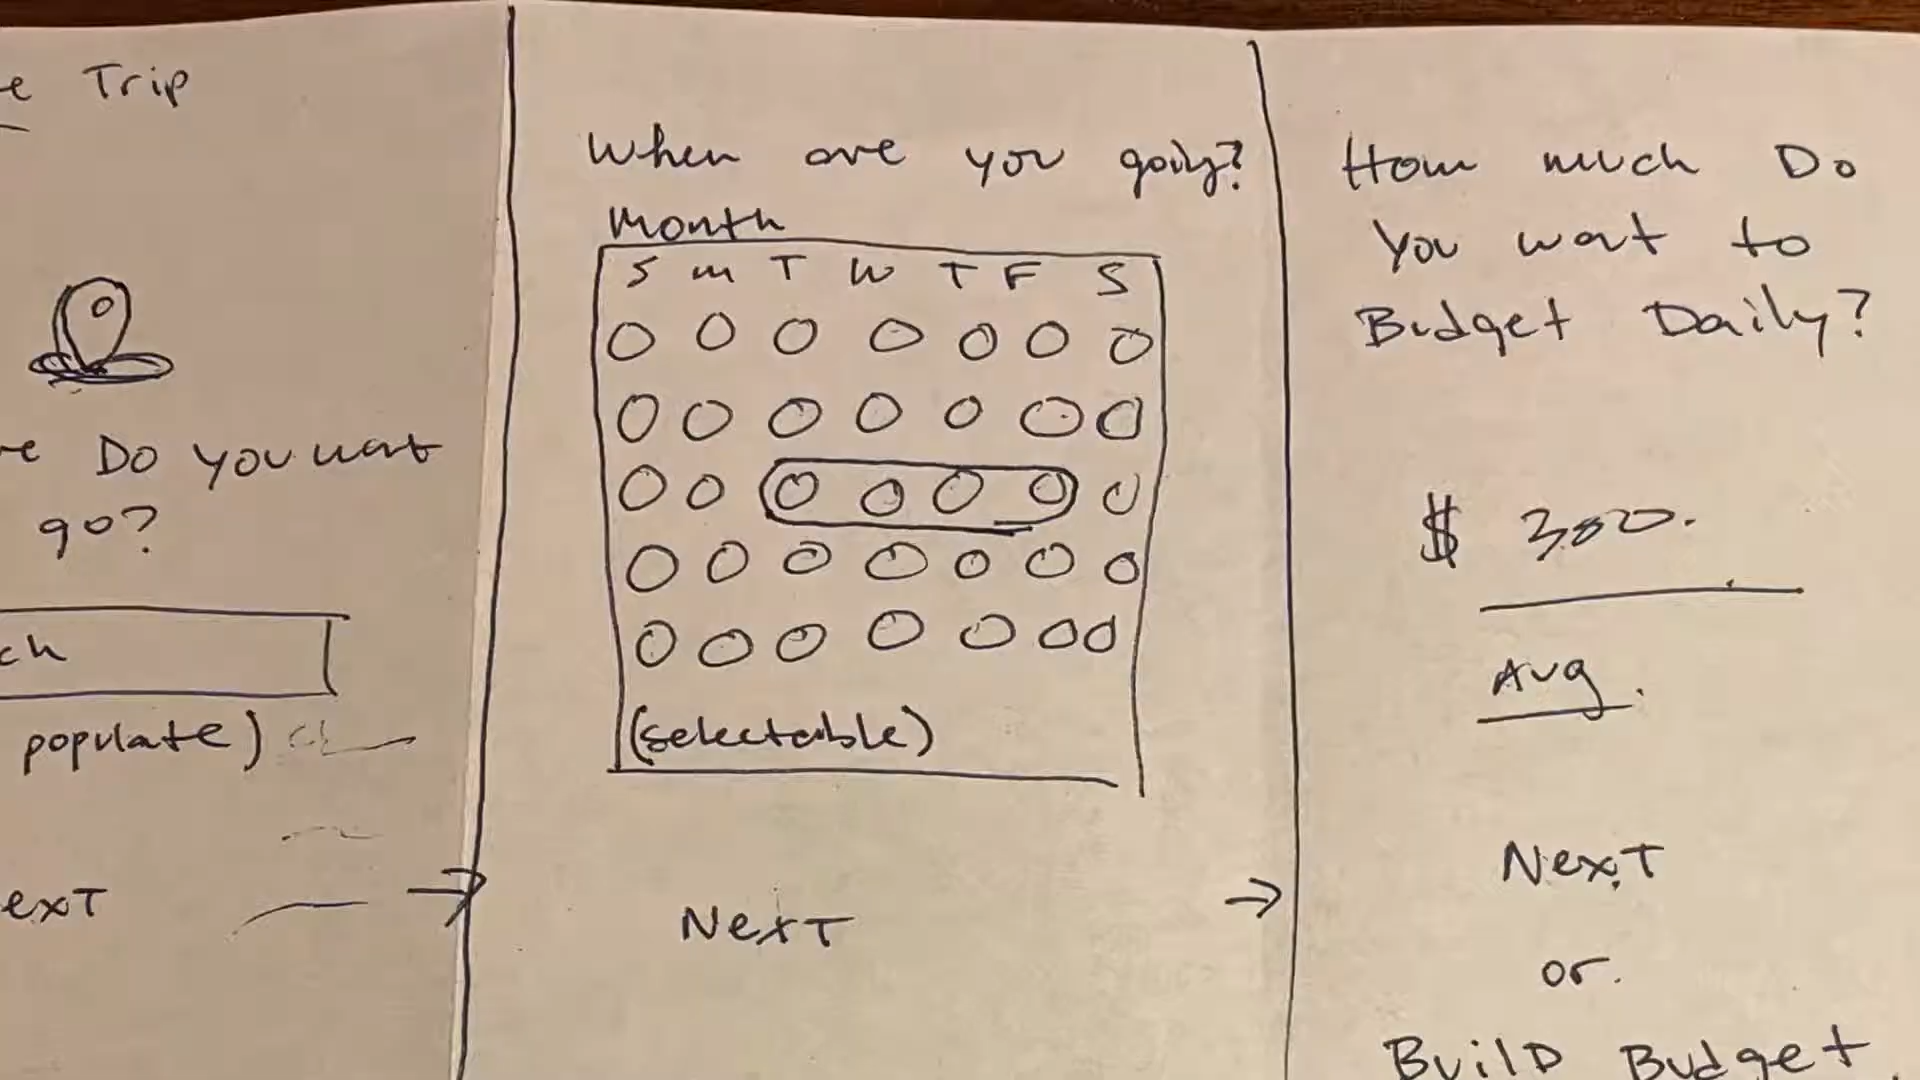 e Trip
re Do you want
go?
ch
populate)
exT
When are you going?
Month
S M T W T F S
(selectable)
NexT
How much Do
You want to
Budget Daily?
$ 300.
Avg.
NexT
or.
BuilD Budget